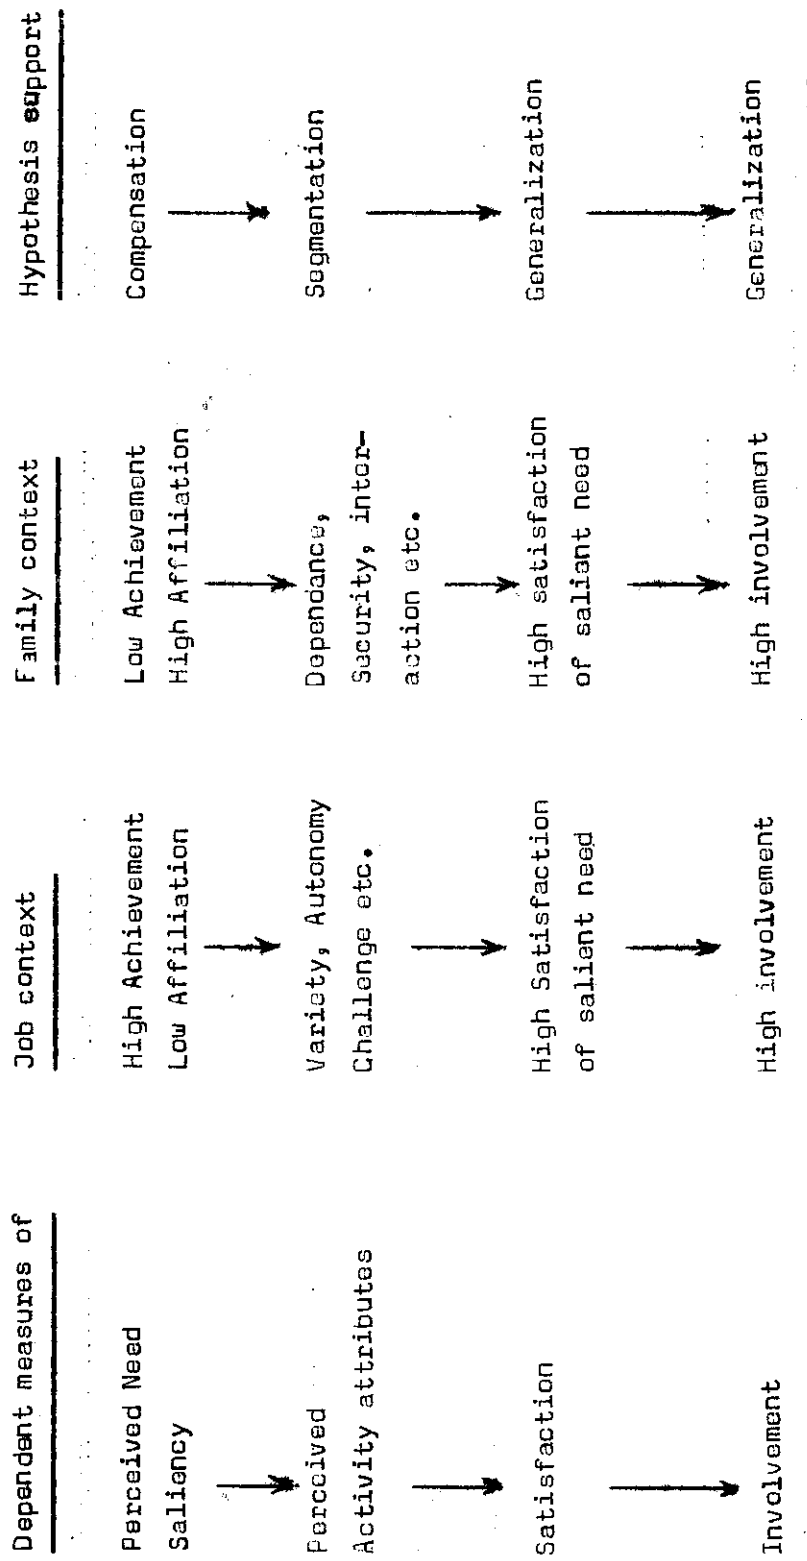 Dependent measures of
Job context
Family context
Hypothesis support
Perceived Need
Saliency
High Achievement
Low Affiliation
Low Achievement
High Affiliation
Compensation
Perceived
Activity attributes
Variety, Autonomy
Challenge etc.
Dependance,
Security, inter-
action etc.
Segmentation
Satisfaction
High Satisfaction
of salient need
High satisfaction
of salient need
Generalization
Involvement
High involvement
High involvement
Generalization